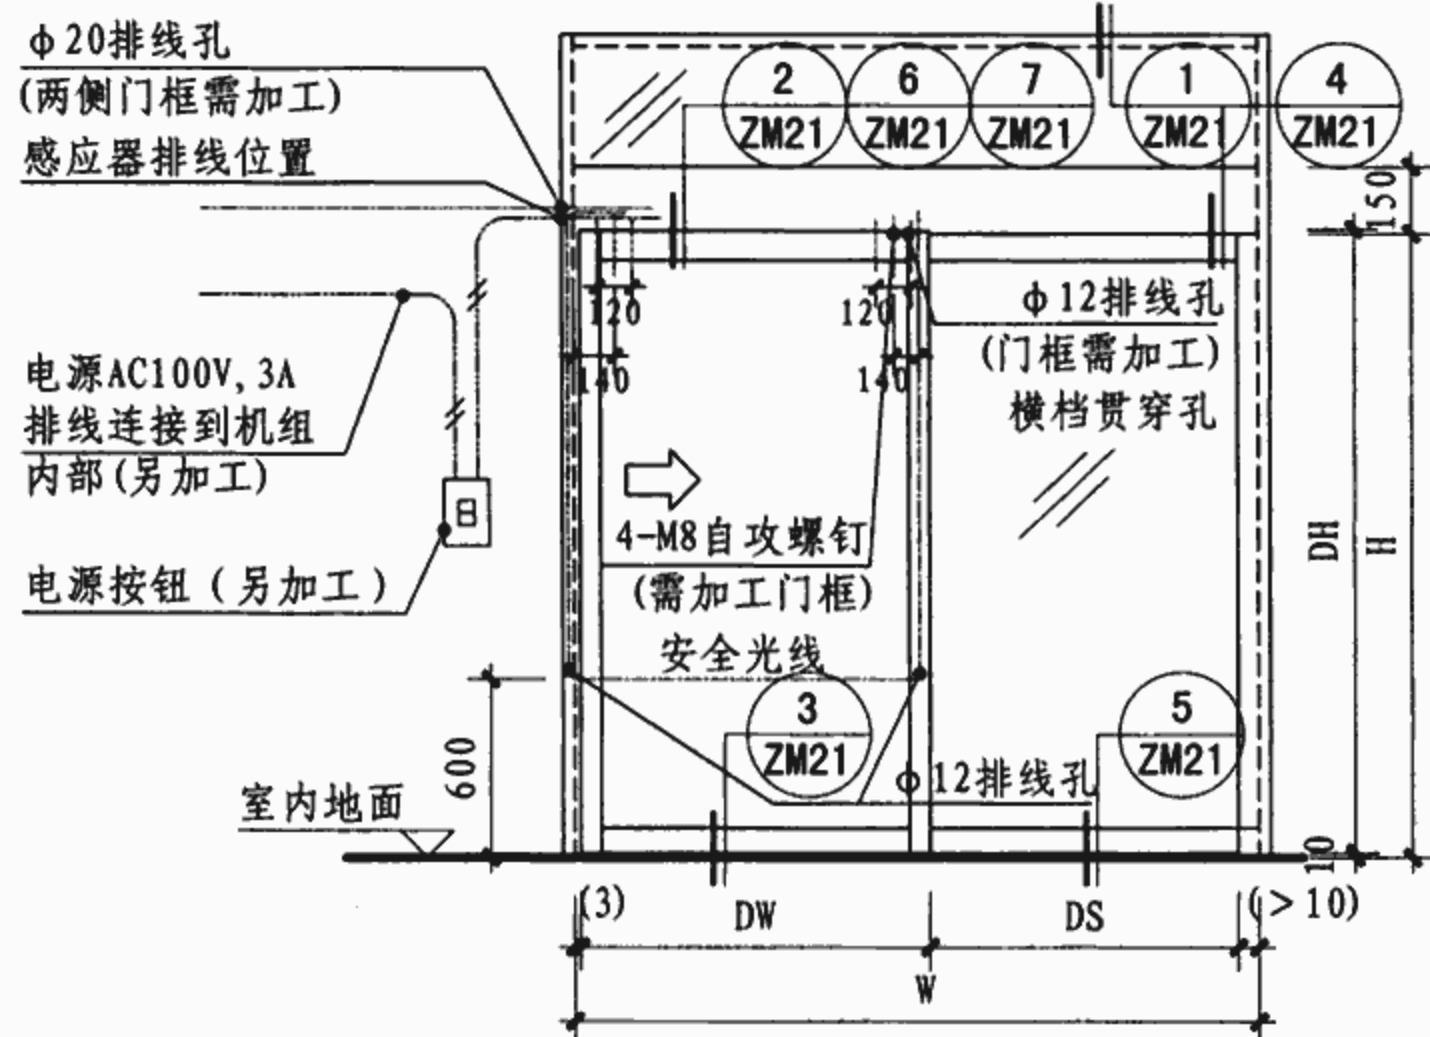 ф20排线孔
(两侧门框需加工)
感应器排线位置
2
ZM21
6
ZM21
7
ZM21
1
ZM21
4
ZM21
150
120
120
ф12排线孔
(门框需加工)
横档贯穿孔
140
140
电源AC100V,3A
排线连接到机组
内部(另加工)
日
4-M8自攻螺钉
(需加工门框)
安全光线
电源按钮(另加工)
DH
H
3
ZM21
5
ZM21
ф12排线孔
600
室内地面
10
(3)
DW
DS
(>10)
W